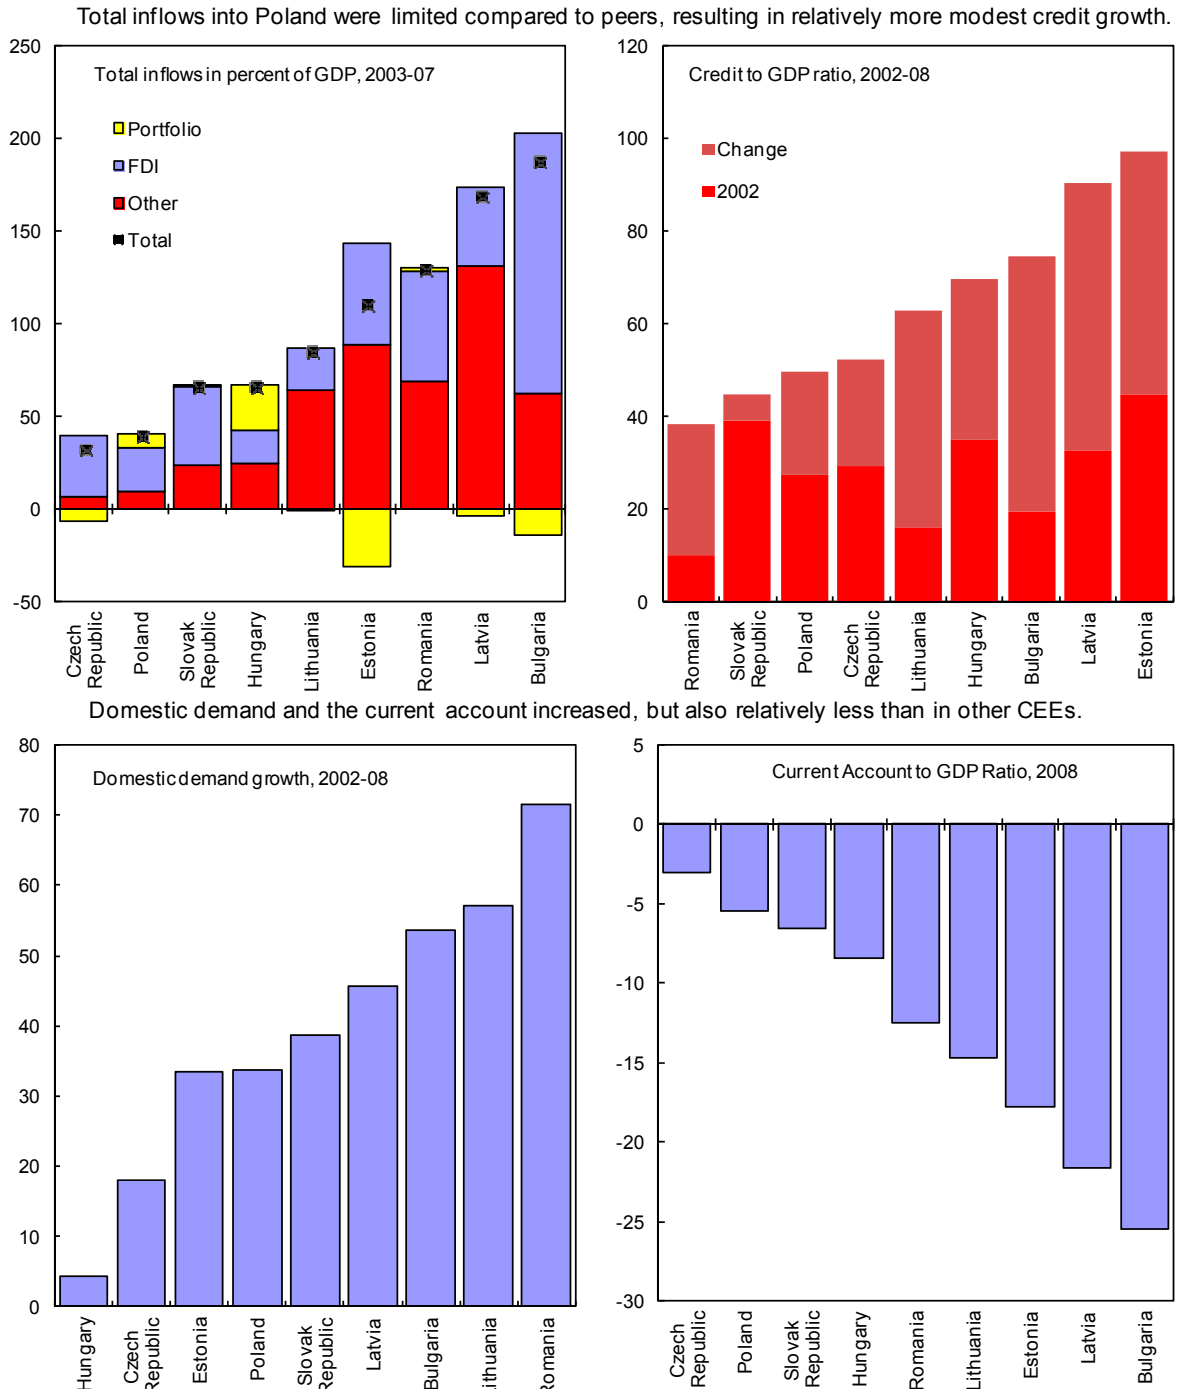 Total inflows into Poland were limited compared to peers, resulting in relatively more modest credit growth.
Total inflows in percent of GDP, 2003-07
Portfolio
FDI
Other
Total
250
200
150
100
50
0
-50
Czech
Republic
Poland
Slovak
Republic
Hungary
Lithuania
Estonia
Romania
Latvia
Bulgaria
Credit to GDP ratio, 2002-08
Change
2002
120
100
80
60
40
20
0
Romania
Slovak
Republic
Poland
Czech
Republic
Lithuania
Hungary
Bulgaria
Latvia
Estonia
Domestic demand and the current account increased, but also relatively less than in other CEEs.
Domestic demand growth, 2002-08
80
70
60
50
40
30
20
10
0
Hungary
Czech
Republic
Estonia
Poland
Slovak
Republic
Latvia
Bulgaria
Lithuania
Romania
Current Account to GDP Ratio, 2008
5
0
-5
-10
-15
-20
-25
-30
Czech
Republic
Poland
Slovak
Republic
Hungary
Romania
Lithuania
Estonia
Latvia
Bulgaria